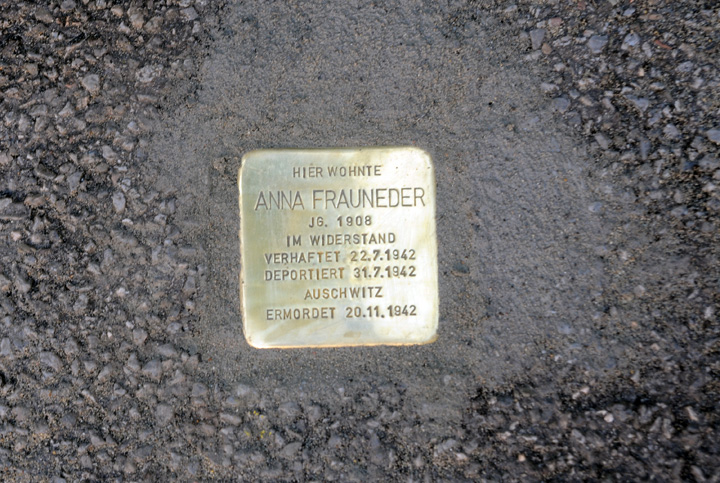 HIER WOHNTE
ANNA FRAUNEDER
JG. 1908
IM WIDERSTAND
VERHAFTET 22.7.1942
DEPORTIERT 31.7.1942
AUSCHWITZ
ERMORDET 20.11.1942